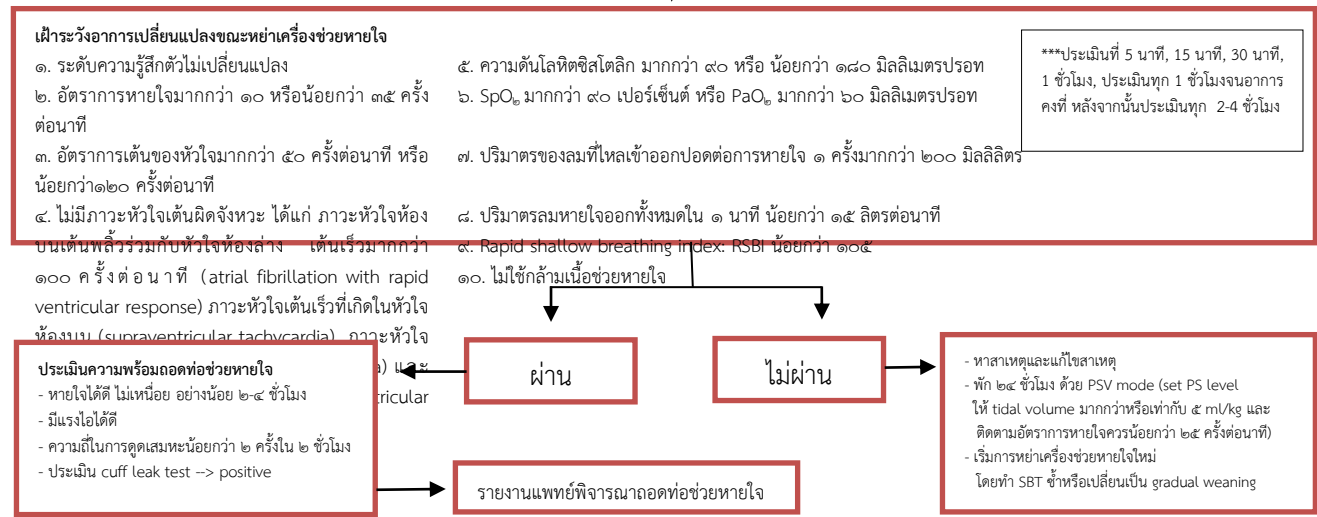 เฝ้าระวังอาการเปลี่ยนแปลงขณะหย่าเครื่องช่วยหายใจ
๑. ระดับความรู้สึกตัวไม่เปลี่ยนแปลง
๒. อัตราการหายใจมากกว่า ๑๐ หรือน้อยกว่า ๓๕ ครั้ง
ต่อนาที
๓. อัตราการเต้นของหัวใจมากกว่า ๕๐ ครั้งต่อนาที หรือ
น้อยกว่า๑๒๐ ครั้งต่อนาที
๔. ไม่มีภาวะหัวใจเต้นผิดจังหวะ ได้แก่ ภาวะหัวใจห้อง
บนเต้นพลิ้วร่วมกับหัวใจห้องล่าง เต้นเร็วมากกว่า
๑๐๐ ครั้งต่อนาที (atrial fibrillation with rapid
ventricular response) ภาวะหัวใจเต้นเร็วที่เกิดในหัวใจ
ห้องบน (supraventricular tachycardia) ภาวะหัวใจ
a) และ
tricular
๕. ความดันโลหิตซิสโตลิก มากกว่า ๙๐ หรือ น้อยกว่า ๑๘๐ มิลลิเมตรปรอท
๖. SpO₂ มากกว่า ๙๐ เปอร์เซ็นต์ หรือ PaO₂ มากกว่า ๖๐ มิลลิเมตรปรอท
๗. ปริมาตรของลมที่ไหลเข้าออกปอดต่อการหายใจ ๑ ครั้งมากกว่า ๒๐๐ มิลลิลิตร
๘. ปริมาตรลมหายใจออกทั้งหมดใน ๑ นาที น้อยกว่า ๑๕ ลิตรต่อนาที
๙. Rapid shallow breathing index: RSBI น้อยกว่า ๑๐๕
๑๐. ไม่ใช้กล้ามเนื้อช่วยหายใจ
***ประเมินที่ 5 นาที, 15 นาที, 30 นาที,
1 ชั่วโมง, ประเมินทุก 1 ชั่วโมงจนอาการ
คงที่ หลังจากนั้นประเมินทุก 2-4 ชั่วโมง
ผ่าน
ไม่ผ่าน
ประเมินความพร้อมถอดท่อช่วยหายใจ
- หายใจได้ดี ไม่เหนื่อย อย่างน้อย ๒-๔ ชั่วโมง
- มีแรงไอได้ดี
- ความถี่ในการดูดเสมหะน้อยกว่า ๒ ครั้งใน ๒ ชั่วโมง
- ประเมิน cuff leak test --> positive
รายงานแพทย์พิจารณาถอดท่อช่วยหายใจ
- หาสาเหตุและแก้ไขสาเหตุ
- พัก ๒๔ ชั่วโมง ด้วย PSV mode (set PS level
ให้ tidal volume มากกว่าหรือเท่ากับ ๕ ml/kg และ
ติดตามอัตราการหายใจควรน้อยกว่า ๒๕ ครั้งต่อนาที)
- เริ่มการหย่าเครื่องช่วยหายใจใหม่
โดยทำ SBT ซ้ำหรือเปลี่ยนเป็น gradual weaning